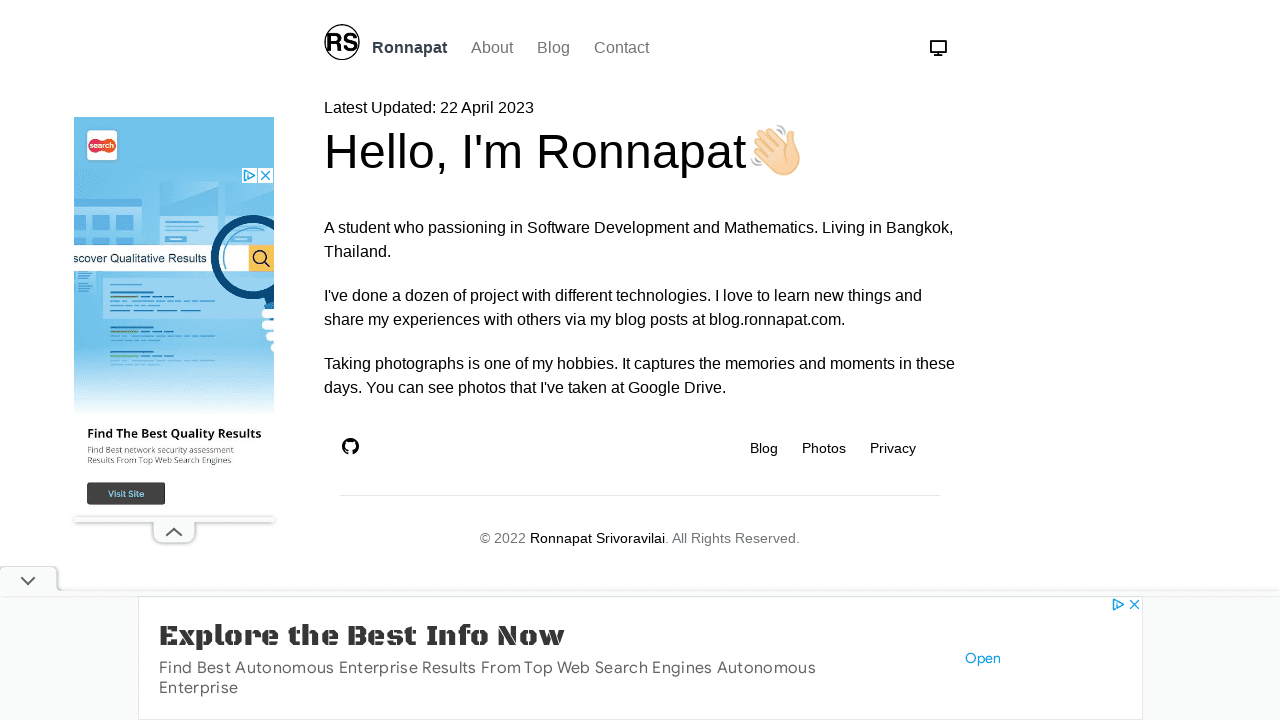 RS
Ronnapat
About
Blog
Contact
Latest Updated: 22 April 2023
Hello, I'm Ronnapat
A student who passioning in Software Development and Mathematics. Living in Bangkok,
Thailand.
I've done a dozen of project with different technologies. I love to learn new things and
share my experiences with others via my blog posts at blog.ronnapat.com.
Taking photographs is one of my hobbies. It captures the memories and moments in these
days. You can see photos that I've taken at Google Drive.
Blog
Photos
Privacy
© 2022 Ronnapat Srivoravilai. All Rights Reserved.
search
scover Qualitative Results
Find The Best Quality Results
Find Best network security assessment
Results From Top Web Search Engines
Visit Site
Explore the Best Info Now
Find Best Autonomous Enterprise Results From Top Web Search Engines Autonomous
Enterprise
Open